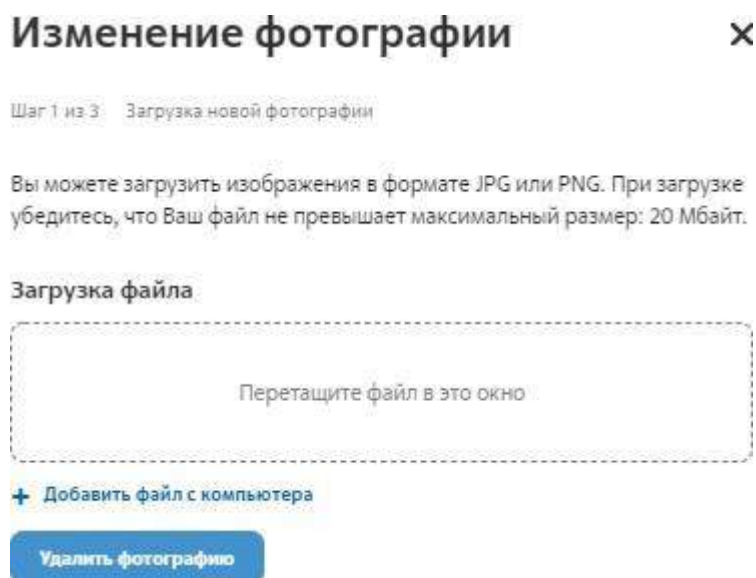 Изменение фотографии
Шаг 1 из 3 Загрузка новой фотографии
Вы можете загрузить изображения в формате JPG или PNG. При загрузке
убедитесь, что Ваш файл не превышает максимальный размер: 20 Мбайт.
Загрузка файла
Перетащите файл в это окно
+ Добавить файл с компьютера
Удалить фотографию